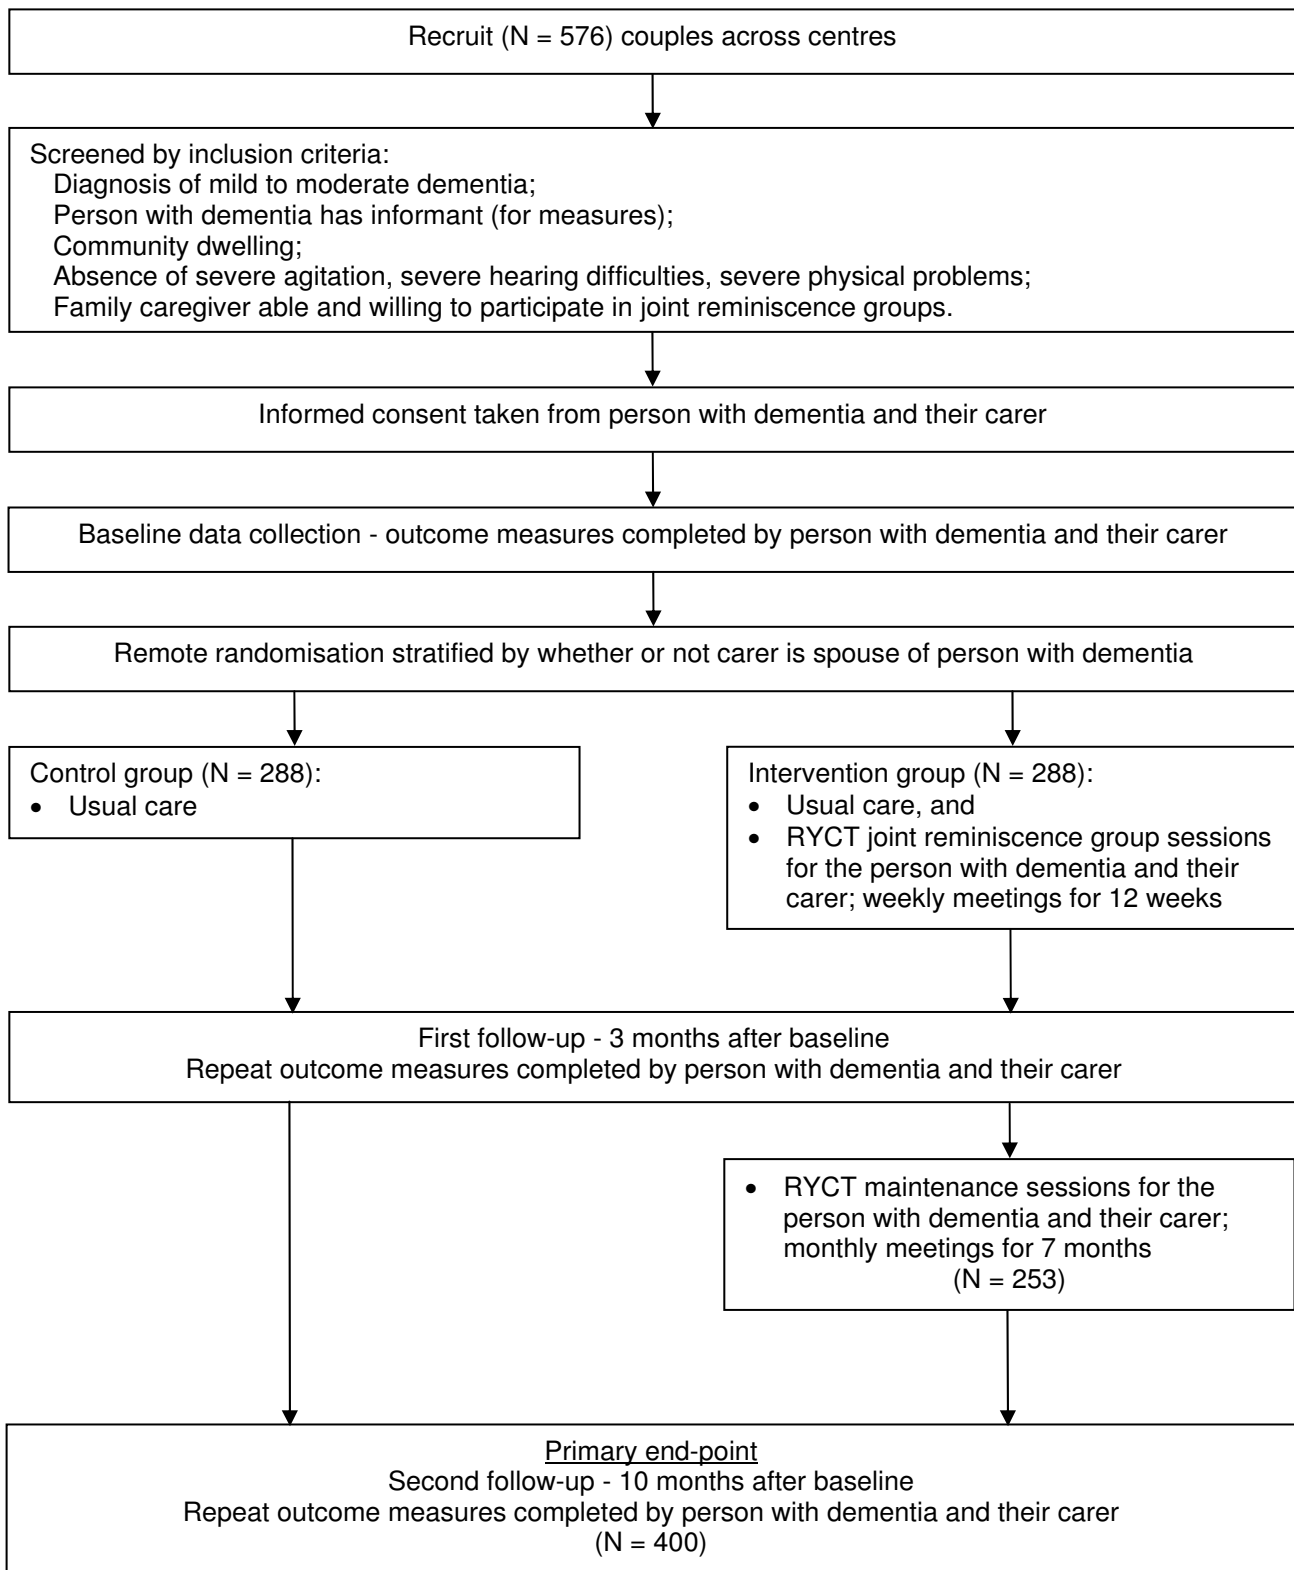 Recruit (N = 576) couples across centres
Screened by inclusion criteria:
Diagnosis of mild to moderate dementia;
Person with dementia has informant (for measures);
Community dwelling;
Absence of severe agitation, severe hearing difficulties, severe physical problems;
Family caregiver able and willing to participate in joint reminiscence groups.
Informed consent taken from person with dementia and their carer
Baseline data collection - outcome measures completed by person with dementia and their carer
Remote randomisation stratified by whether or not carer is spouse of person with dementia
Control group (N = 288):
• Usual care
Intervention group (N = 288):
• Usual care, and
• RYCT joint reminiscence group sessions
for the person with dementia and their
carer; weekly meetings for 12 weeks
First follow-up - 3 months after baseline
Repeat outcome measures completed by person with dementia and their carer
• RYCT maintenance sessions for the
person with dementia and their carer;
monthly meetings for 7 months
(N = 253)
Primary end-point
Second follow-up - 10 months after baseline
Repeat outcome measures completed by person with dementia and their carer
(N = 400)